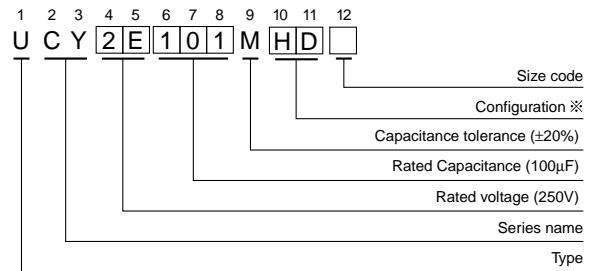 1 2 3 4 5 6 7 8 9 10 11 12
U C Y 2 E 1 0 1 M H D
Size code
Configuration ※
Capacitance tolerance (±20%)
Rated Capacitance (100µF)
Rated voltage (250V)
Series name
Type